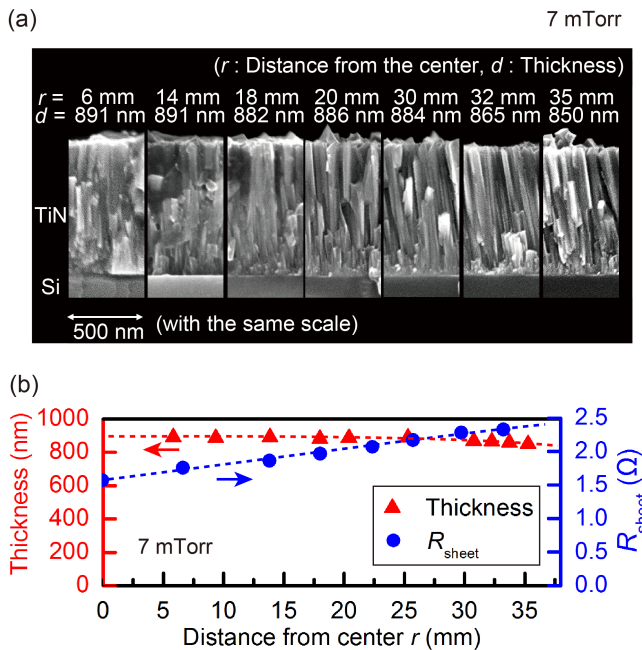 (a)
7 mTorr
(r : Distance from the center, d : Thickness)
r = 6 mm 14 mm 18 mm 20 mm 30 mm 32 mm 35 mm
d = 891 nm 891 nm 882 nm 886 nm 884 nm 865 nm 850 nm
TiN
Si
500 nm
(with the same scale)
(b)
Thickness (nm)
1000
800
600
400
200
0
2.5
2.0
1.5
1.0
0.5
0.0
Rsheet (Ω)
Thickness
Rsheet
7 mTorr
0 5 10 15 20 25 30 35
Distance from center r (mm)